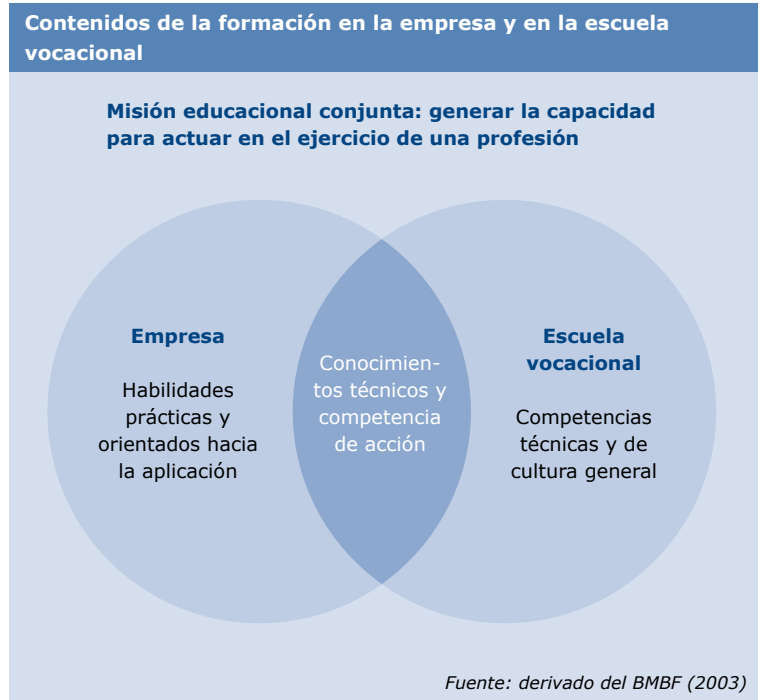 Contenidos de la formación en la empresa y en la escuela
vocacional
Misión educacional conjunta: generar la capacidad
para actuar en el ejercicio de una profesión
Empresa
Habilidades
prácticas y
orientados hacia
la aplicación
Conocimien-
tos técnicos y
competencia
de acción
Escuela
vocacional
Competencias
técnicas y de
cultura general
Fuente: derivado del BMBF (2003)